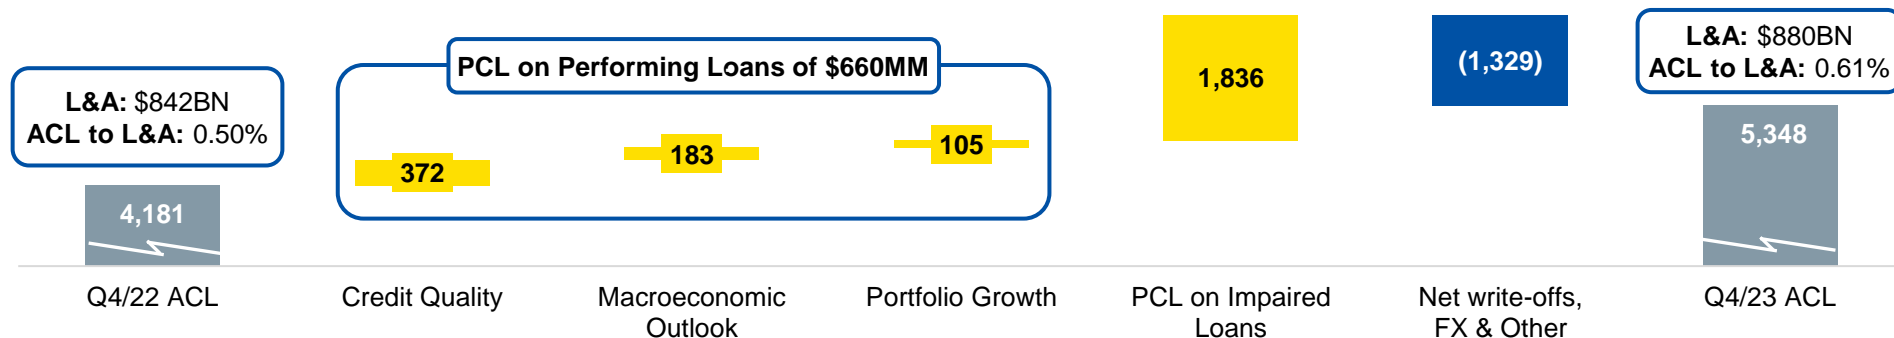 L&A: $842BN
ACL to L&A: 0.50%
PCL on Performing Loans of $660MM
L&A: $880BN
ACL to L&A: 0.61%
4,181
372
183
105
1,836
(1,329)
5,348
Q4/22 ACL
Credit Quality
Macroeconomic
Outlook
Portfolio Growth
PCL on Impaired
Loans
Net write-offs,
FX & Other
Q4/23 ACL